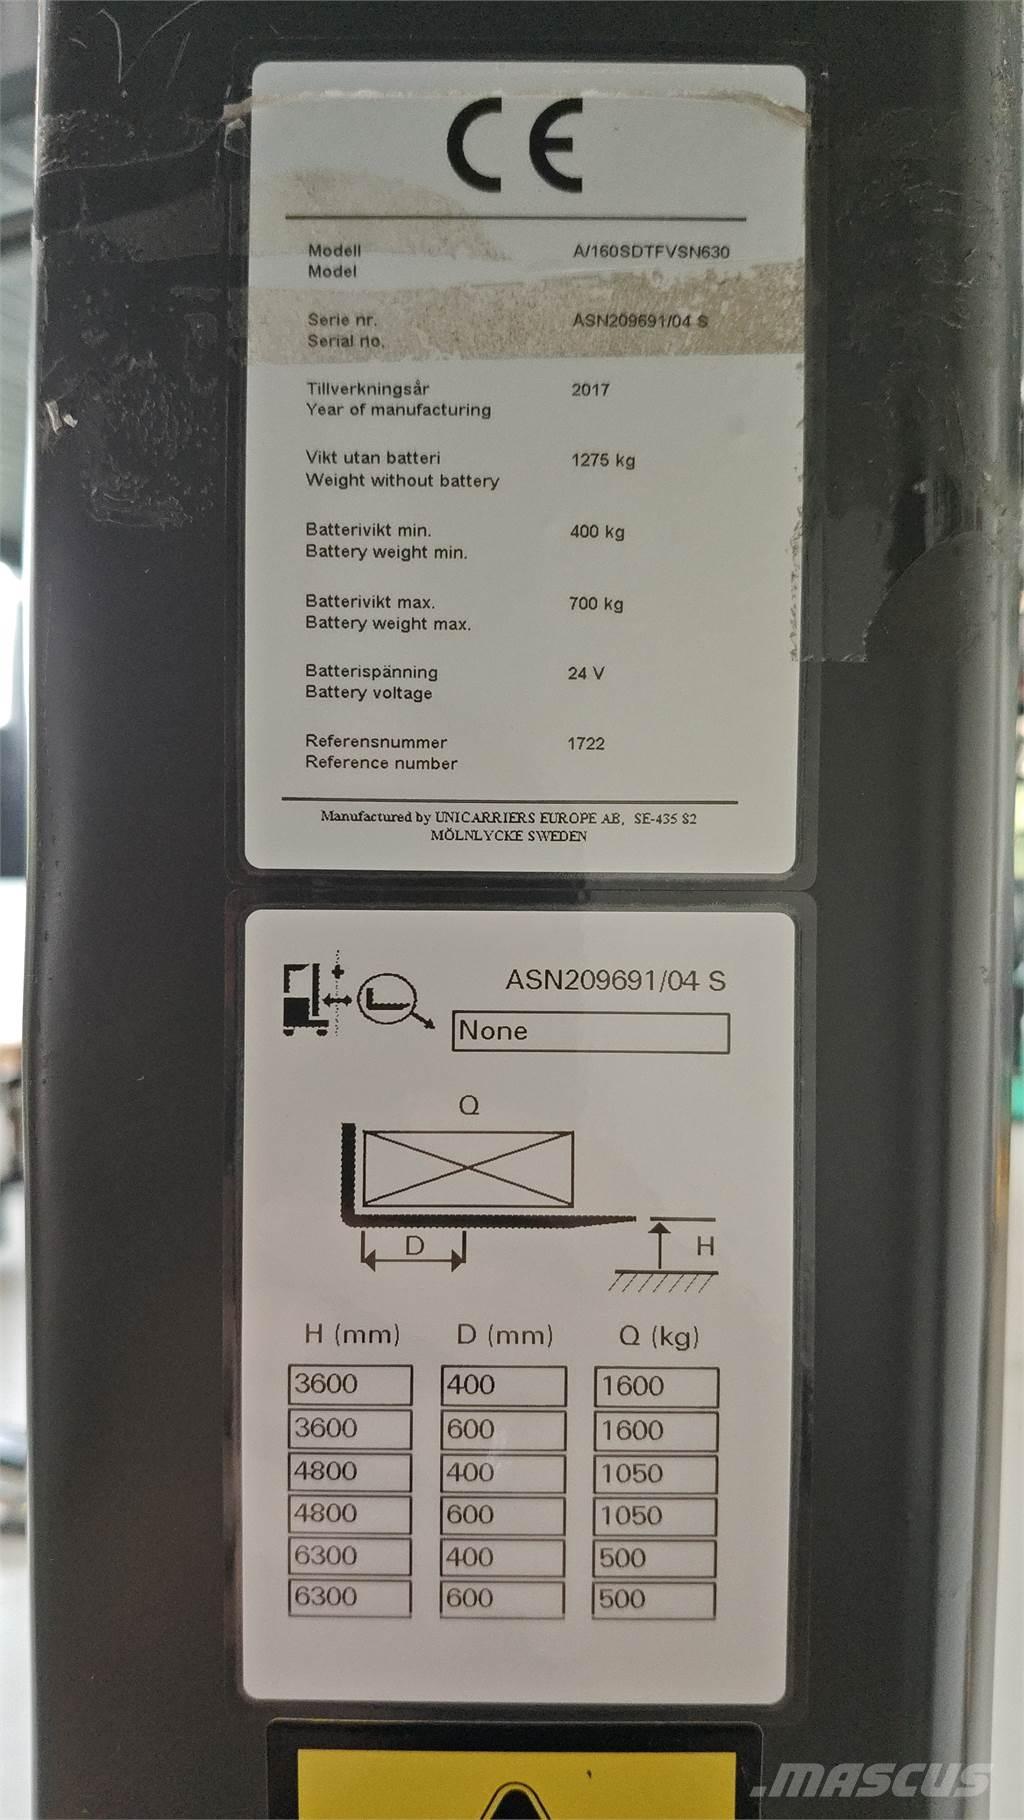 CE
Modell A/160SDTFVSN630
Model
Serie nr. ASN209691/04 S
Serial no.
Tillverkningsår 2017
Year of manufacturing
Vikt utan batteri 1275 kg
Weight without battery
Batterivikt min. 400 kg
Battery weight min.
Batterivikt max. 700 kg
Battery weight max.
Batterispänning 24 V
Battery voltage
Referensnummer 1722
Reference number
Manufactured by UNICARRIERS EUROPE AB, SE-435 82
MÖLNLYCKE SWEDEN
ASN209691/04 S
None
Q
D H
H (mm) D (mm) Q (kg)
3600 400 1600
3600 600 1600
4800 400 1050
4800 600 1050
6300 400 500
6300 600 500
.MASCUS